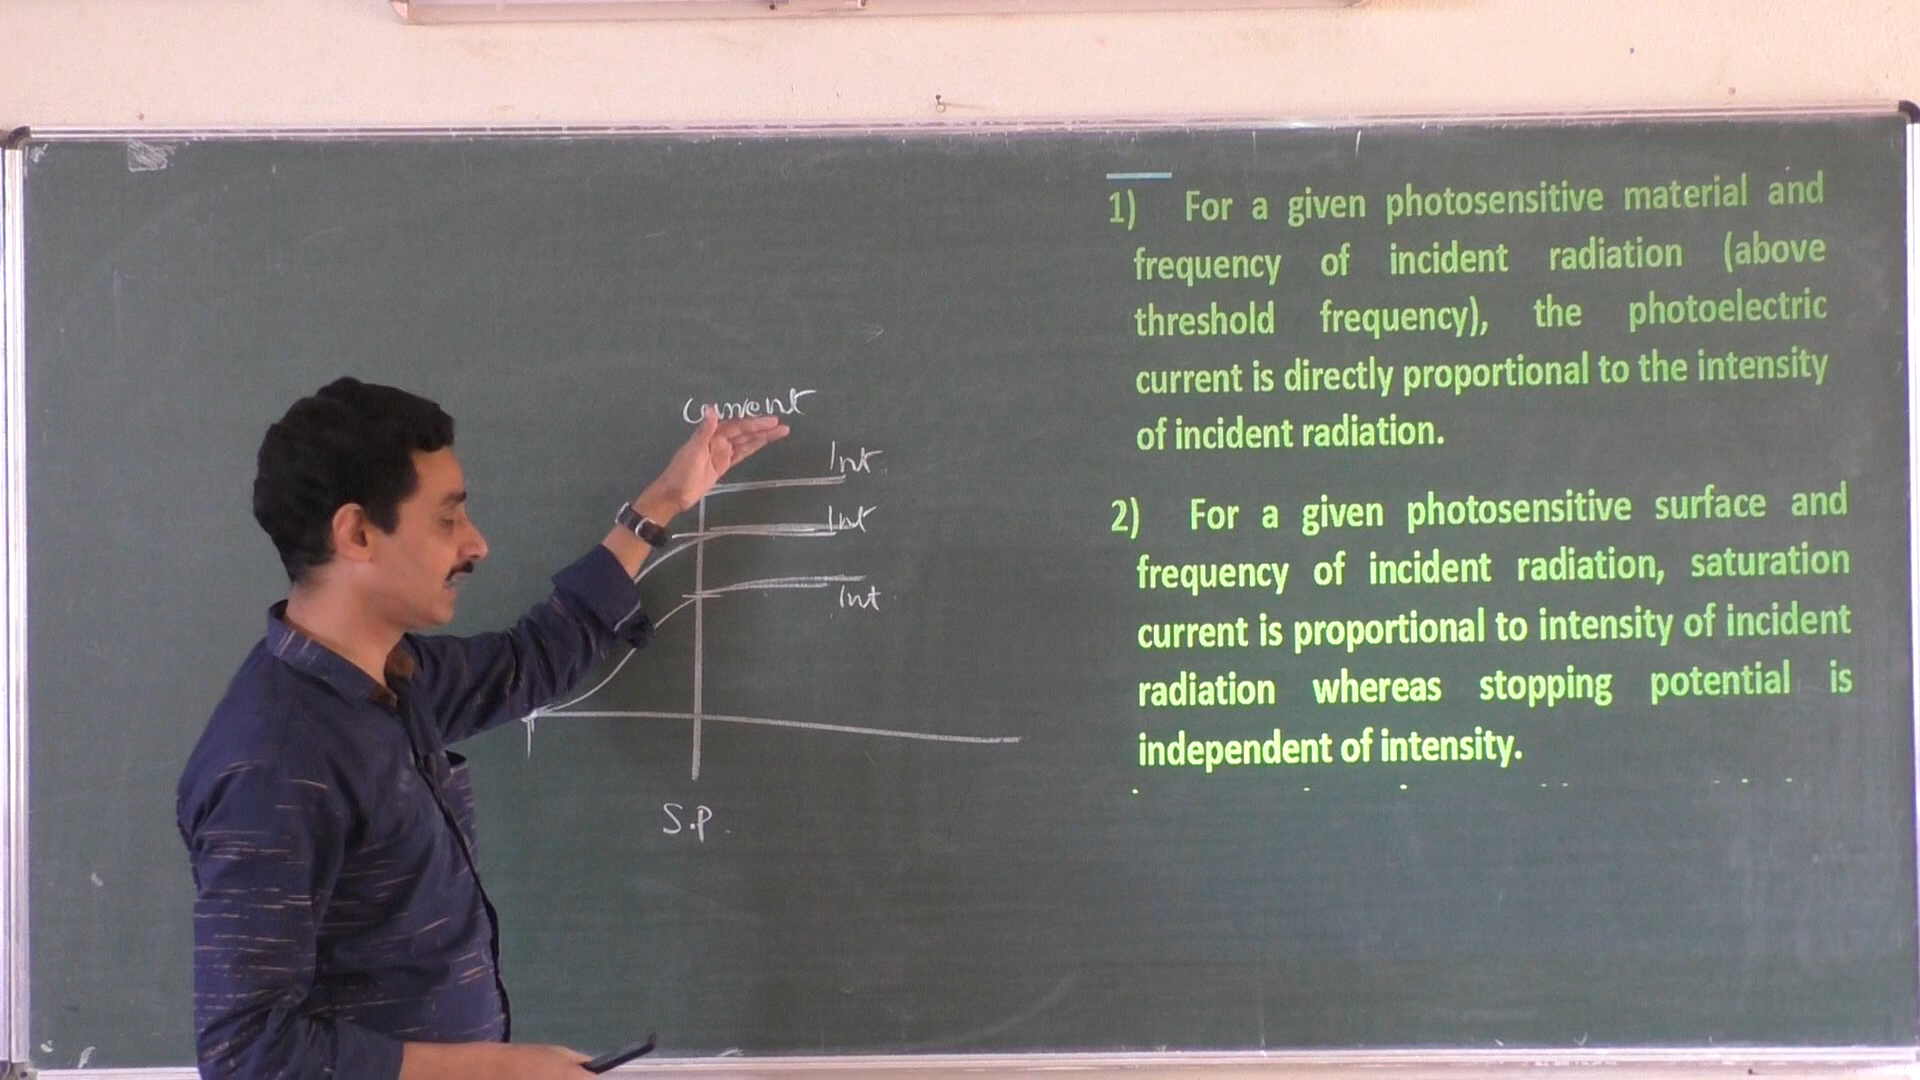 current
Int
Int
Int
S.P.
1) For a given photosensitive material and
frequency of incident radiation (above
threshold frequency), the photoelectric
current is directly proportional to the intensity
of incident radiation.
2) For a given photosensitive surface and
frequency of incident radiation, saturation
current is proportional to intensity of incident
radiation whereas stopping potential is
independent of intensity.